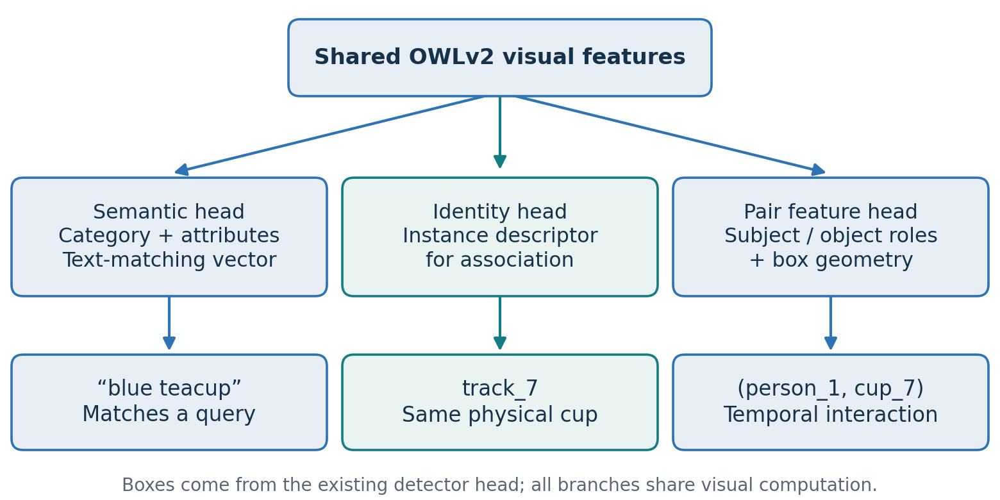 Shared OWLv2 visual features
Semantic head
Category + attributes
Text-matching vector
Identity head
Instance descriptor
for association
Pair feature head
Subject / object roles
+ box geometry
“blue teacup”
Matches a query
track_7
Same physical cup
(person_1, cup_7)
Temporal interaction
Boxes come from the existing detector head; all branches share visual computation.